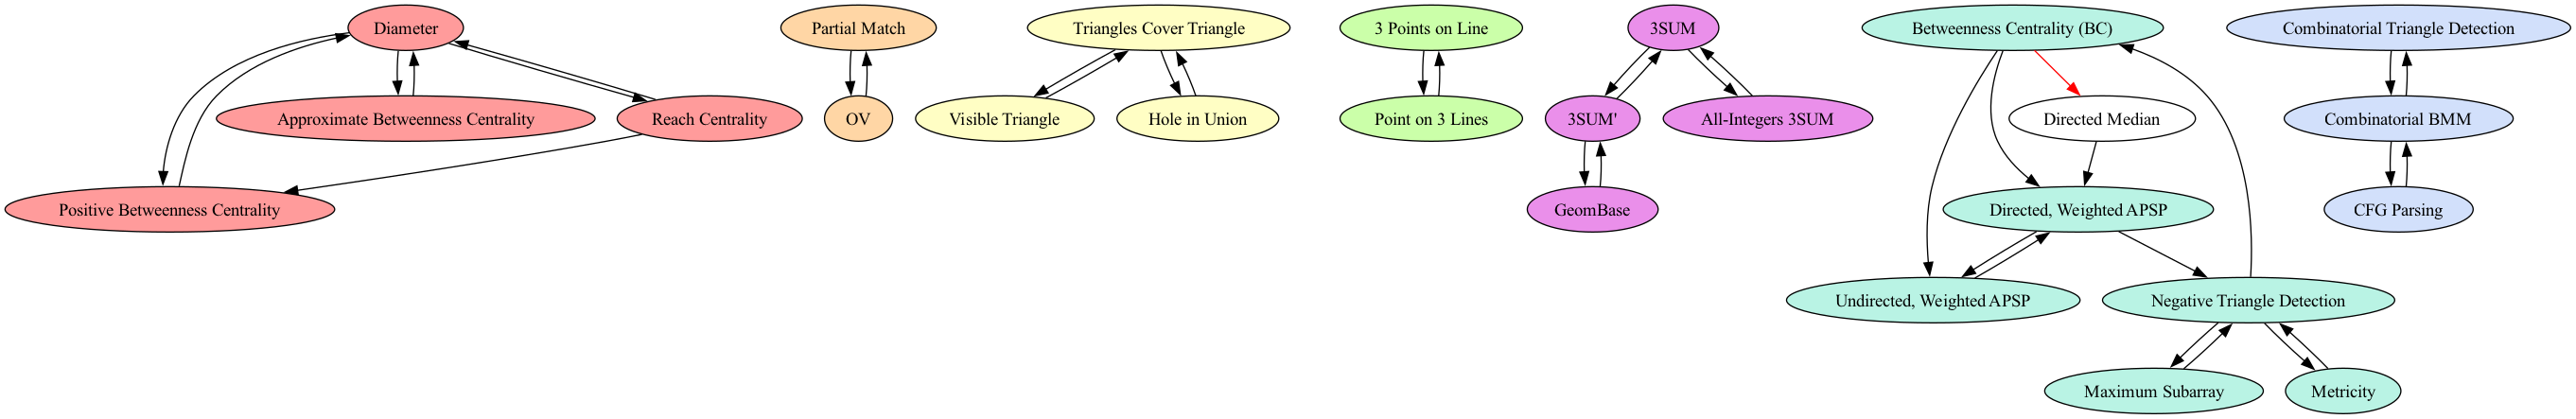 Diameter
Partial Match
Triangles Cover Triangle
3 Points on Line
3SUM
Betweenness Centrality (BC)
Combinatorial Triangle Detection
Approximate Betweenness Centrality
Reach Centrality
OV
Visible Triangle
Hole in Union
Point on 3 Lines
3SUM'
All-Integers 3SUM
Directed Median
Combinatorial BMM
Positive Betweenness Centrality
GeomBase
Directed, Weighted APSP
CFG Parsing
Undirected, Weighted APSP
Negative Triangle Detection
Maximum Subarray
Metricity